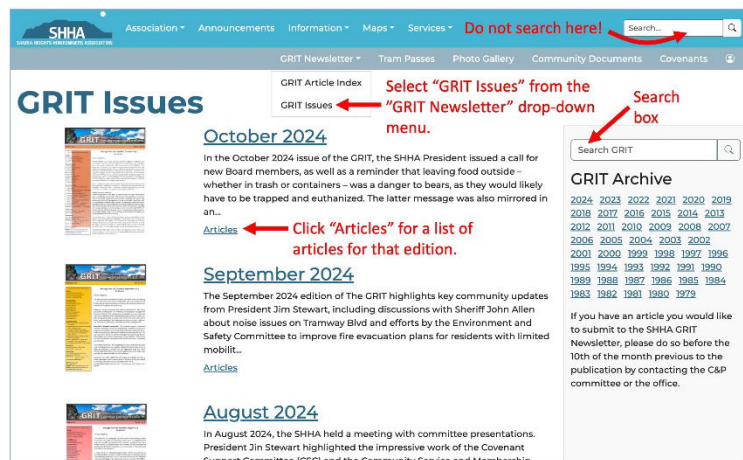 SHHA
SANDIA HEIGHTS HOMEOWNERS ASSOCIATION
Association
Announcements
Information
Maps
Services
Do not search here!
Search...
GRIT Newsletter
Tram Passes
Photo Gallery
Community Documents
Covenants
GRIT Article Index
GRIT Issues
Select “GRIT Issues” from the
“GRIT Newsletter” drop-down
menu.
Search
box
GRIT Issues
GRIT
October 2024
In the October 2024 issue of the GRIT, the SHHA President issued a call for
new Board members, as well as a reminder that leaving food outside –
whether in trash or containers – was a danger to bears, as they would likely
have to be trapped and euthanized. The latter message was also mirrored in
an...
Articles
Click “Articles” for a list of
articles for that edition.
GRIT
September 2024
The September 2024 edition of The GRIT highlights key community updates
from President Jim Stewart, including discussions with Sheriff John Allen
about noise issues on Tramway Blvd and efforts by the Environment and
Safety Committee to improve fire evacuation plans for residents with limited
mobilit...
Articles
GRIT
August 2024
In August 2024, the SHHA held a meeting with committee presentations.
President Jin Stewart highlighted the impressive work of the Covenant
Support Committee (CSC) and the Community Service and Membership
Search GRIT
GRIT Archive
2024 2023 2022 2021 2020 2019
2018 2017 2016 2015 2014 2013
2012 2011 2010 2009 2008 2007
2006 2005 2004 2003 2002
2001 2000 1999 1998 1997 1996
1995 1994 1993 1992 1991 1990
1989 1988 1987 1986 1985 1984
1983 1982 1981 1980 1979
If you have an article you would like
to submit to the SHHA GRIT
Newsletter, please do so before the
10th of the month previous to the
publication by contacting the C&P
committee or the office.